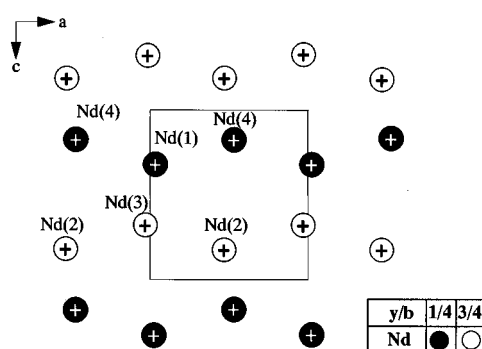 a
c
Nd(4)
Nd(4)
Nd(1)
Nd(3)
Nd(2)
Nd(2)
y/b 1/4 3/4
Nd